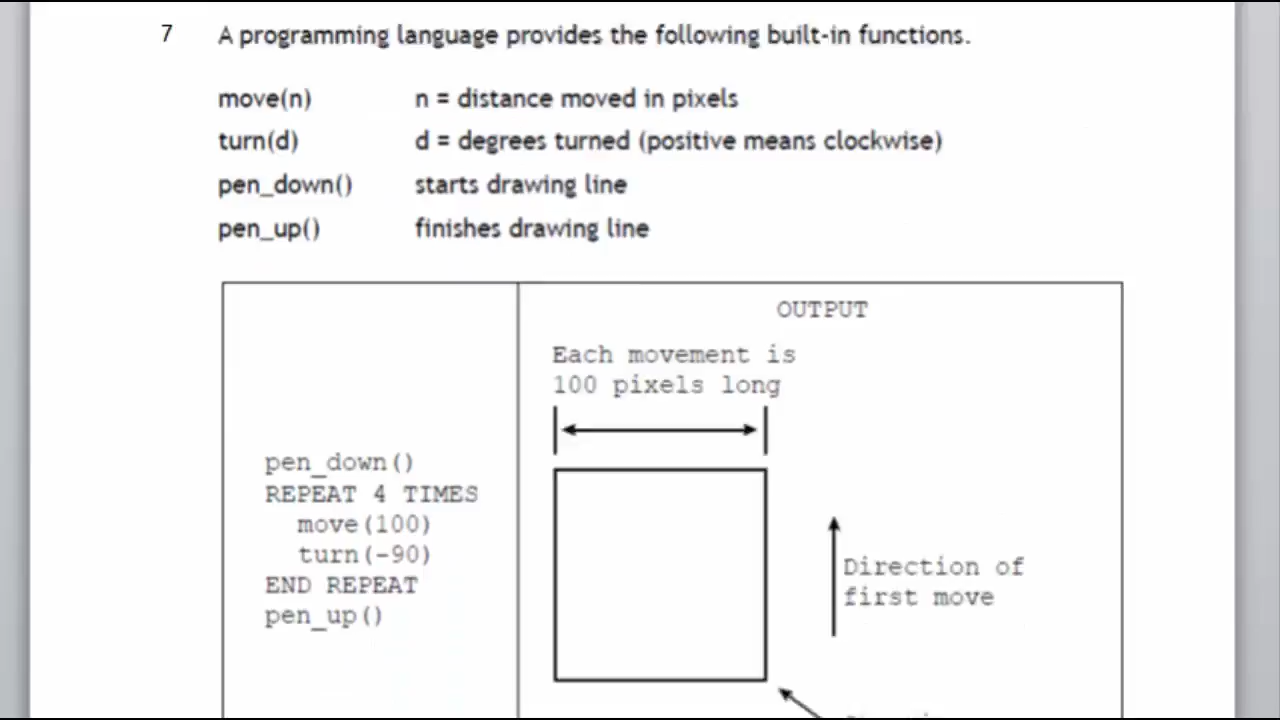 7 A programming language provides the following built-in functions.
move(n) n = distance moved in pixels
turn(d) d = degrees turned (positive means clockwise)
pen_down() starts drawing line
pen_up() finishes drawing line
OUTPUT
Each movement is
100 pixels long
pen_down()
REPEAT 4 TIMES
move(100)
turn(-90)
END REPEAT
pen_up()
Direction of
first move